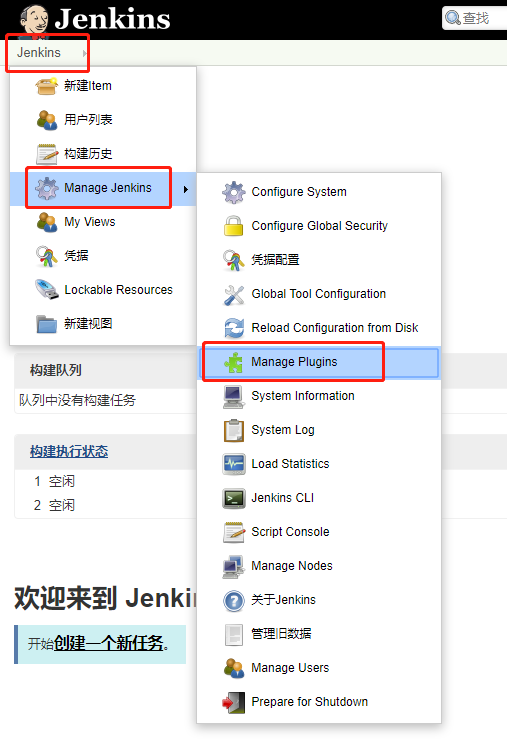 Jenkins
查找
Jenkins
新建Item
用户列表
构建历史
Manage Jenkins
My Views
凭据
Lockable Resources
新建视图
Configure System
Configure Global Security
凭据配置
Global Tool Configuration
Reload Configuration from Disk
Manage Plugins
System Information
System Log
Load Statistics
Jenkins CLI
Script Console
Manage Nodes
关于Jenkins
管理旧数据
Manage Users
Prepare for Shutdown
构建队列
队列中没有构建任务
构建执行状态
1 空闲
2 空闲
欢迎来到 Jenki
开始创建一个新任务。